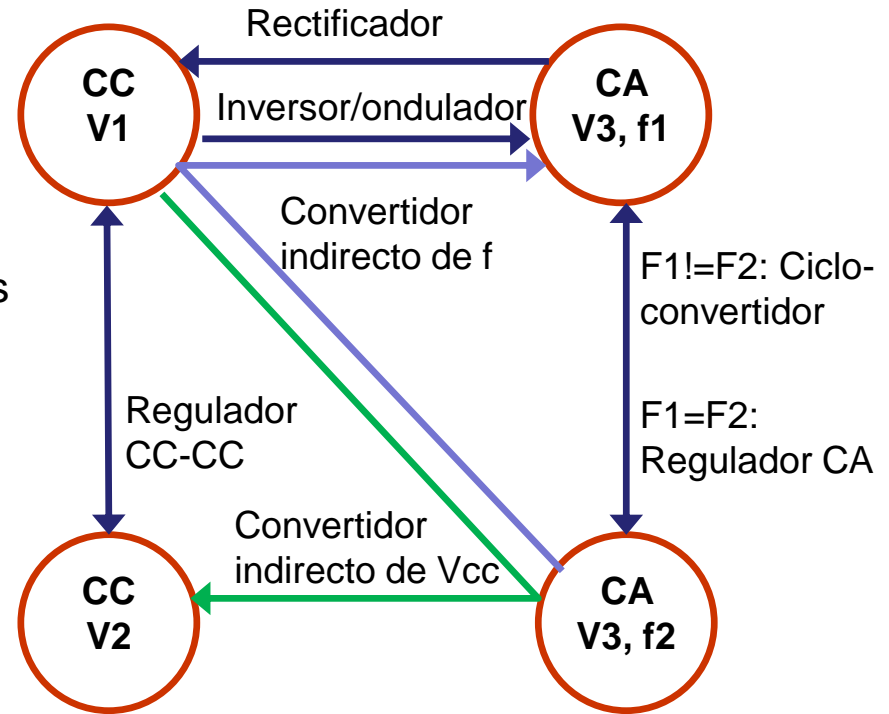 Rectificador
CC
V1
CA
V3, f1
Inversor/ondulador
Convertidor
indirecto de f
s
F1!=F2: Ciclo-
convertidor
Regulador
CC-CC
F1=F2:
Regulador CA
Convertidor
indirecto de Vcc
CC
V2
CA
V3, f2